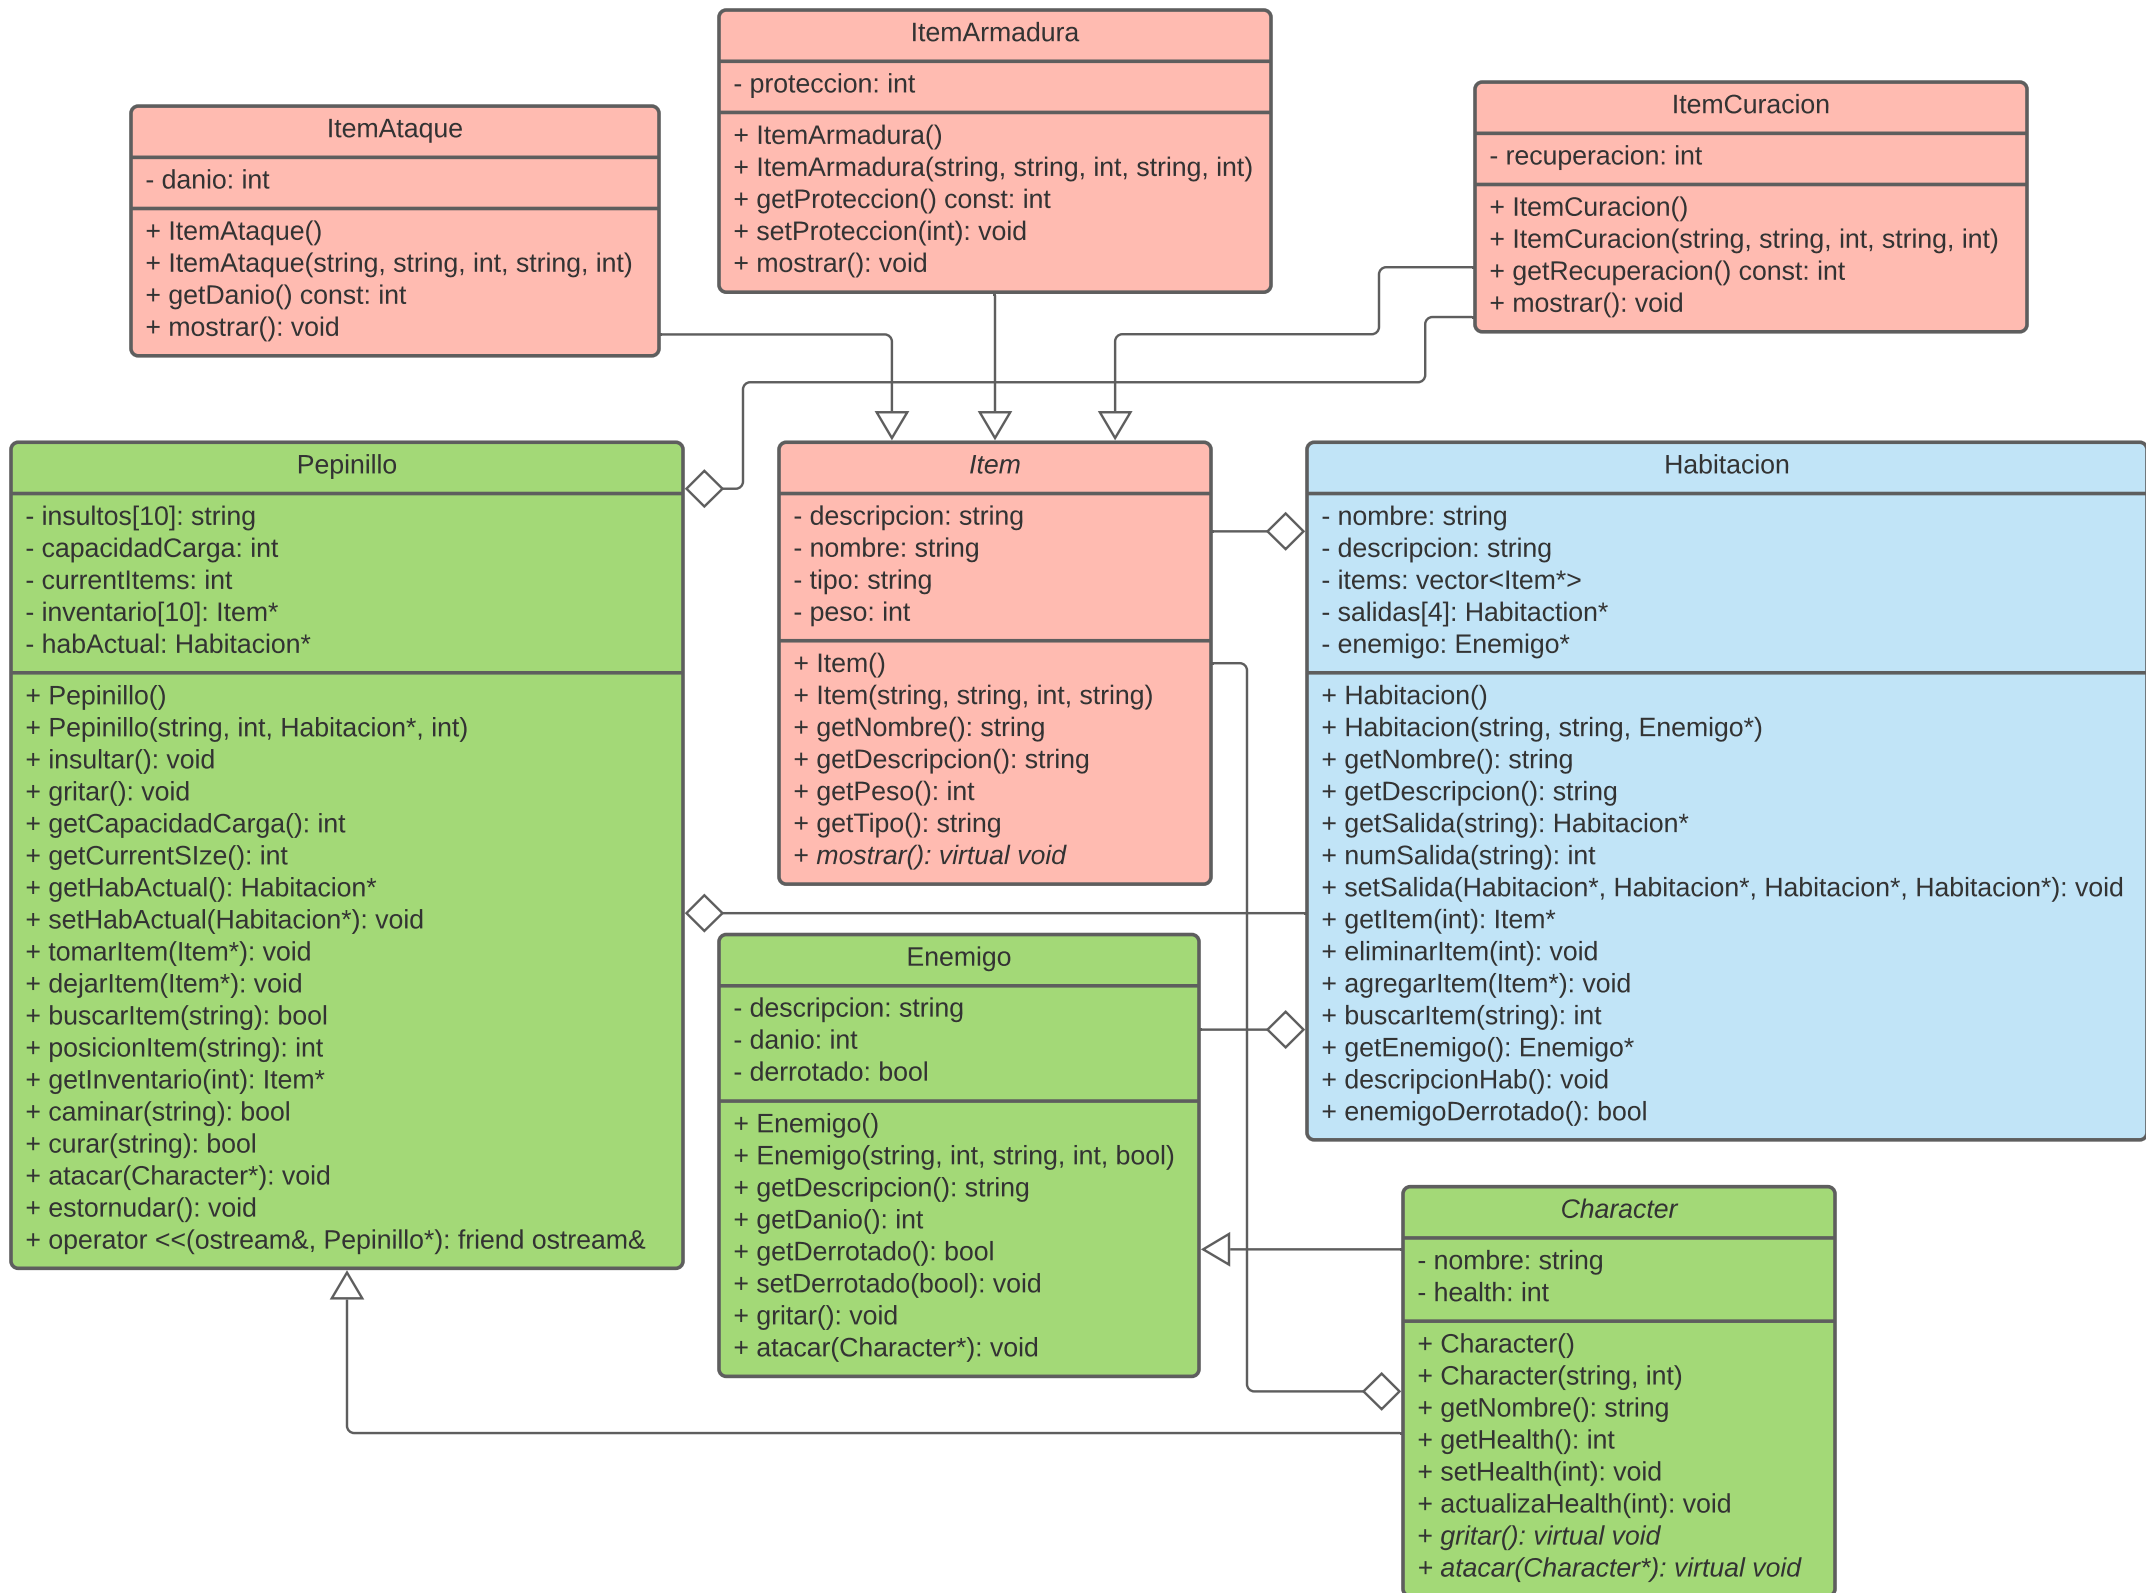 ItemArmadura
- proteccion: int
+ ItemArmadura()
+ ItemArmadura(string, string, int, string, int)
+ getProteccion() const: int
+ setProteccion(int): void
+ mostrar(): void
ItemAtaque
- danio: int
+ ItemAtaque()
+ ItemAtaque(string, string, int, string, int)
+ getDanio() const: int
+ mostrar(): void
ItemCuracion
- recuperacion: int
+ ItemCuracion()
+ ItemCuracion(string, string, int, string, int)
+ getRecuperacion() const: int
+ mostrar(): void
Pepinillo
- insultos[10]: string
- capacidadCarga: int
- currentItems: int
- inventario[10]: Item*
- habActual: Habitacion*
+ Pepinillo()
+ Pepinillo(string, int, Habitacion*, int)
+ insultar(): void
+ gritar(): void
+ getCapacidadCarga(): int
+ getCurrentSIze(): int
+ getHabActual(): Habitacion*
+ setHabActual(Habitacion*): void
+ tomarItem(Item*): void
+ dejarItem(Item*): void
+ buscarItem(string): bool
+ posicionItem(string): int
+ getInventario(int): Item*
+ caminar(string): bool
+ curar(string): bool
+ atacar(Character*): void
+ estornudar(): void
+ operator <<(ostream&, Pepinillo*): friend ostream&
Item
- descripcion: string
- nombre: string
- tipo: string
- peso: int
+ Item()
+ Item(string, string, int, string)
+ getNombre(): string
+ getDescripcion(): string
+ getPeso(): int
+ getTipo(): string
+ mostrar(): virtual void
Habitacion
- nombre: string
- descripcion: string
- items: vector<Item*>
- salidas[4]: Habitaction*
- enemigo: Enemigo*
+ Habitacion()
+ Habitacion(string, string, Enemigo*)
+ getNombre(): string
+ getDescripcion(): string
+ getSalida(string): Habitacion*
+ numSalida(string): int
+ setSalida(Habitacion*, Habitacion*, Habitacion*, Habitacion*): void
+ getItem(int): Item*
+ eliminarItem(int): void
+ agregarItem(Item*): void
+ buscarItem(string): int
+ getEnemigo(): Enemigo*
+ descripcionHab(): void
+ enemigoDerrotado(): bool
Enemigo
- descripcion: string
- danio: int
- derrotado: bool
+ Enemigo()
+ Enemigo(string, int, string, int, bool)
+ getDescripcion(): string
+ getDanio(): int
+ getDerrotado(): bool
+ setDerrotado(bool): void
+ gritar(): void
+ atacar(Character*): void
Character
- nombre: string
- health: int
+ Character()
+ Character(string, int)
+ getNombre(): string
+ getHealth(): int
+ setHealth(int): void
+ actualizaHealth(int): void
+ gritar(): virtual void
+ atacar(Character*): virtual void